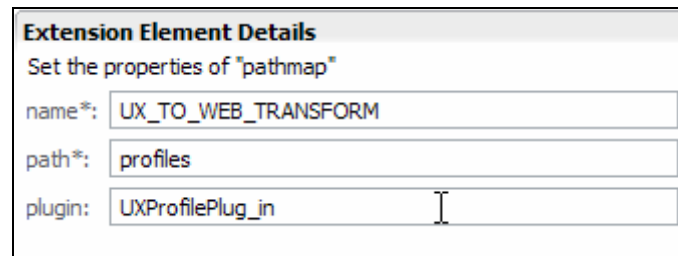 Extension Element Details
Set the properties of "pathmap"
name*: UX_TO_WEB_TRANSFORM
path*: profiles
plugin: UXProfilePlug_in